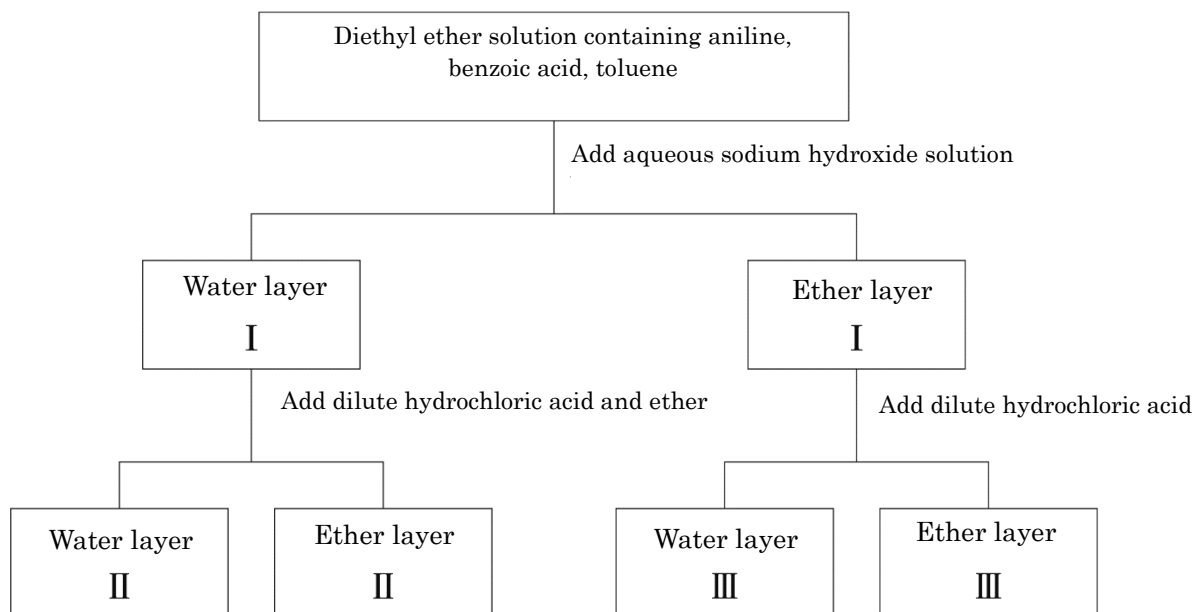 Diethyl ether solution containing aniline,
benzoic acid, toluene
Add aqueous sodium hydroxide solution
Water layer
I
Ether layer
I
Add dilute hydrochloric acid and ether
Add dilute hydrochloric acid
Water layer
II
Ether layer
II
Water layer
III
Ether layer
III